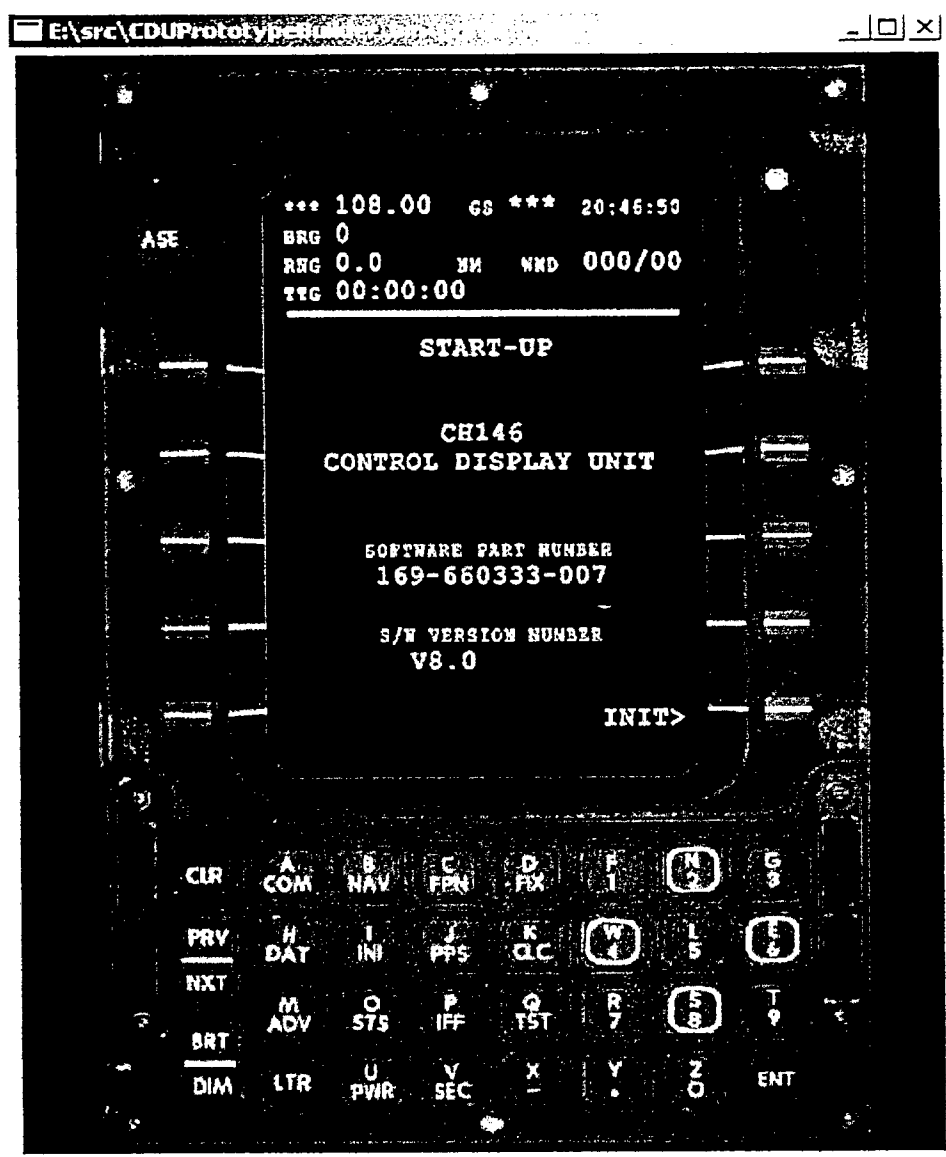 E:\src\CDUPrototype
*** 108.00 GS *** 20:46:50
BRG 0
ASE
RNG 0.0 NM WND 000/00
TTG 00:00:00
START-UP
CH146
CONTROL DISPLAY UNIT
SOFTWARE PART NUMBER
169-660333-007
S/W VERSION NUMBER
V8.0
INIT>
CLR A COM B NAV C FPN D FIX F 1 N 2 G 3
PRV NXT H DAT I INI J PPS K CLC W 4 L 5 E 6
M ADV O STS P IFF Q TST R 7 S 8 T 9
BRT DIM LTR U PWR V SEC X - Y . Z 0 ENT